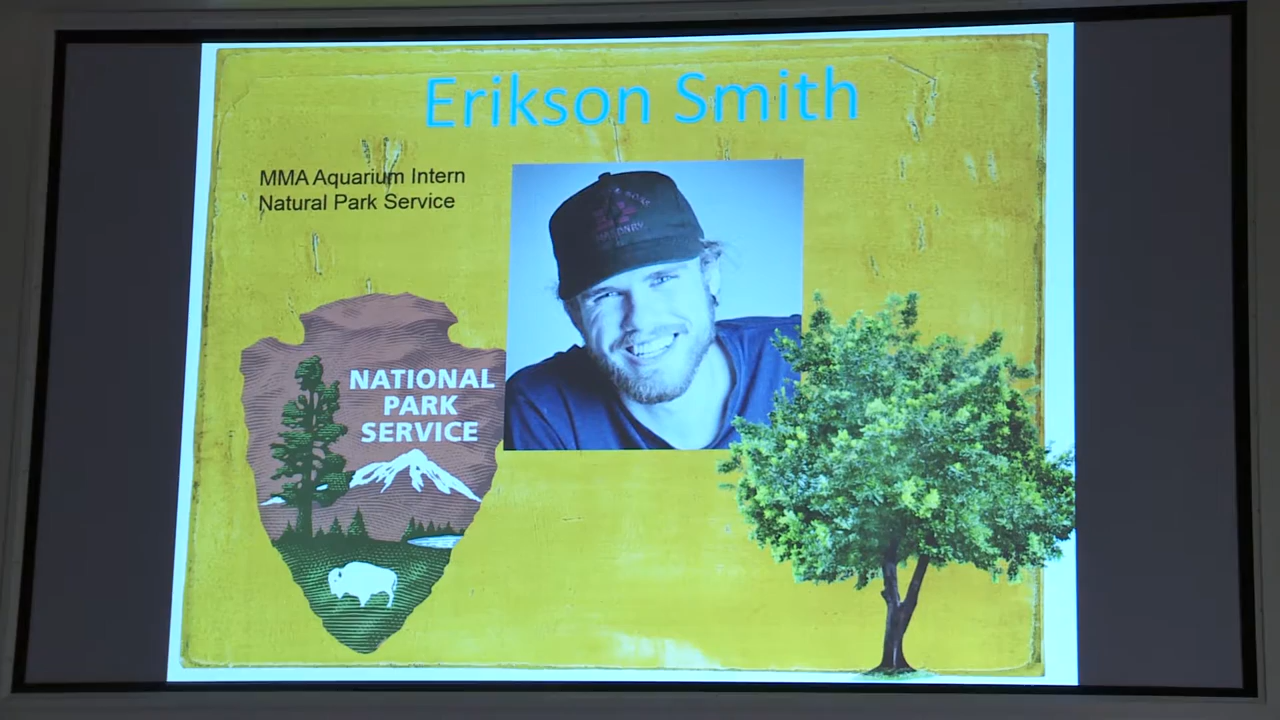 Erikson Smith
MMA Aquarium Intern
Natural Park Service
NATIONAL
PARK
SERVICE